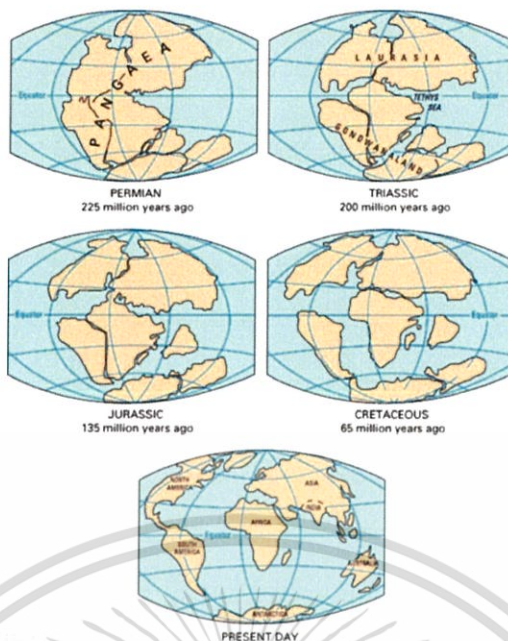 Equator
PANGAEA
PERMIAN
225 million years ago
LAURASIA
TETHYS
SEA
Equator
GONDWANALAND
TRIASSIC
200 million years ago
Equator
JURASSIC
135 million years ago
Equator
CRETACEOUS
65 million years ago
NORTH
AMERICA
ASIA
INDIA
AFRICA
Equator
SOUTH
AMERICA
AUSTRALIA
ANTARCTICA
PRESENT DAY